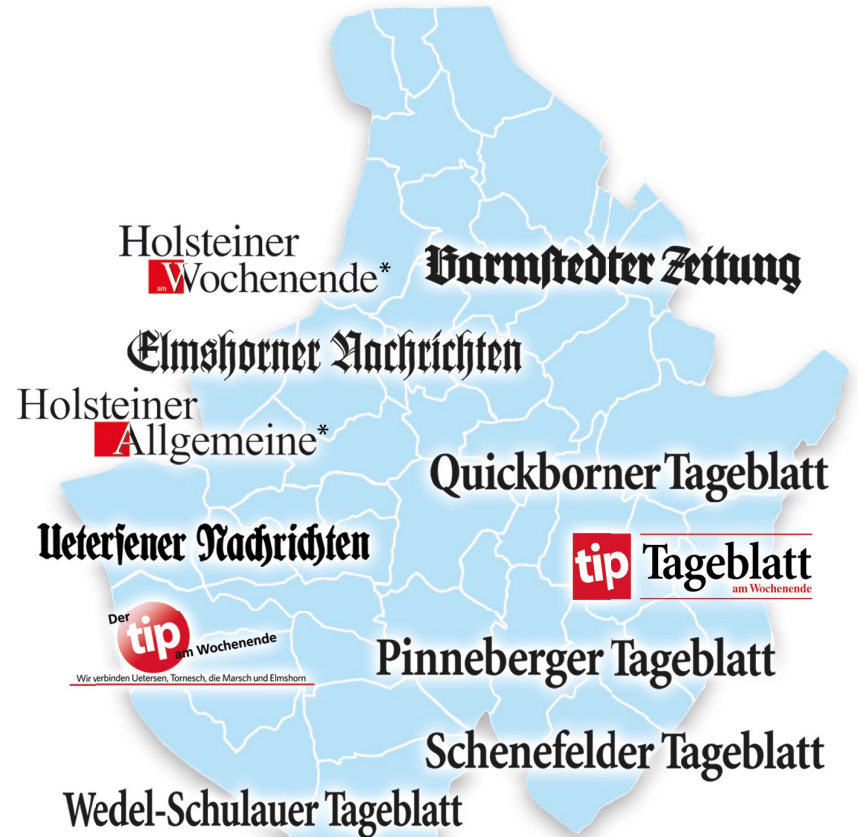 Holsteiner
am Wochenende*
Barmstedter Zeitung
Elmshorner Nachrichten
Holsteiner
Allgemeine*
Quickborner Tageblatt
Uetersener Nachrichten
tip Tageblatt
am Wochenende
Der
tip
am Wochenende
Wir verbinden Uetersen, Tornesch, die Marsch und Elmshorn
Pinneberger Tageblatt
Schenefelder Tageblatt
Wedel-Schulauer Tageblatt